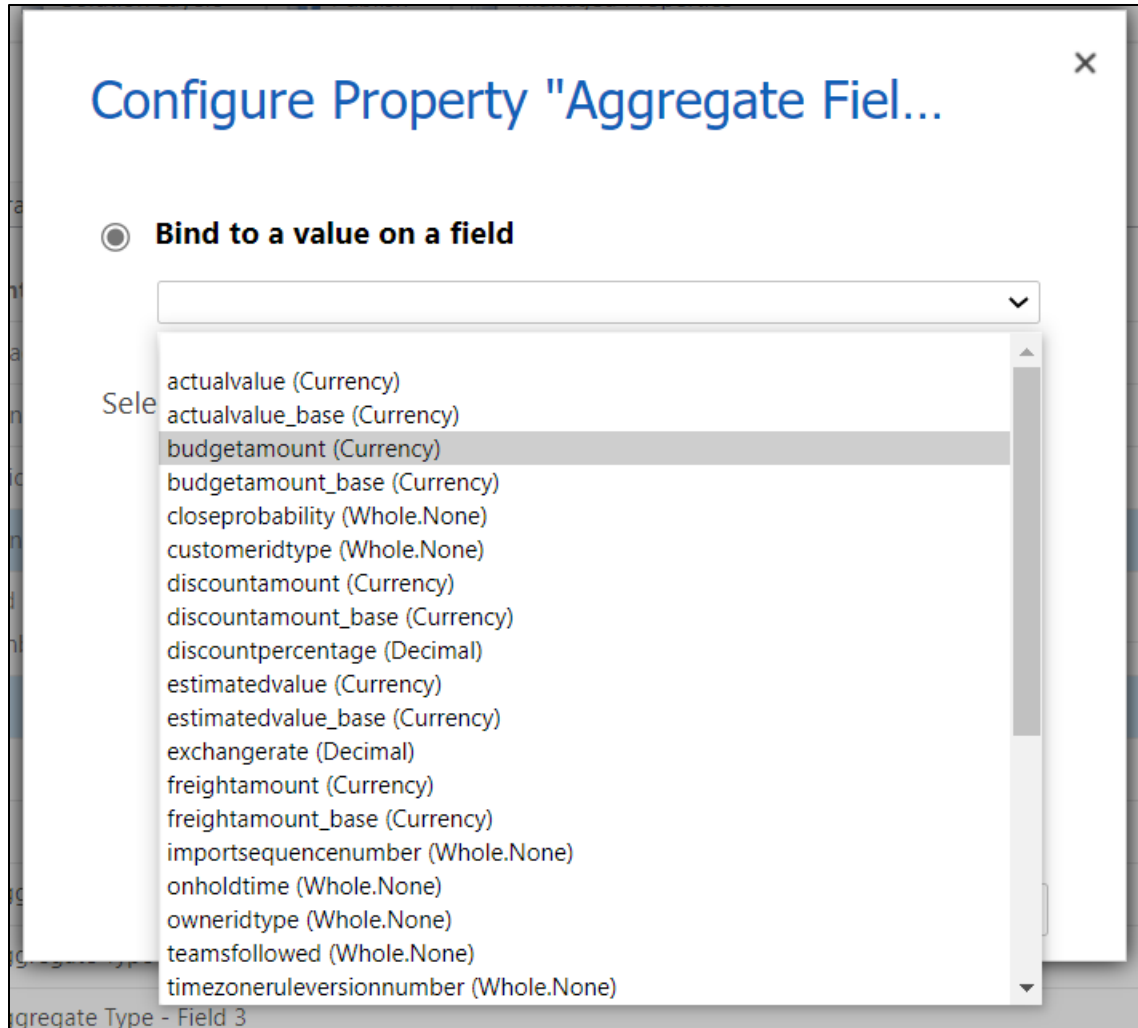 Configure Property "Aggregate Fiel...
Bind to a value on a field
Sele
actualvalue (Currency)
actualvalue_base (Currency)
budgetamount (Currency)
budgetamount_base (Currency)
closeprobability (Whole.None)
customeridtype (Whole.None)
discountamount (Currency)
discountamount_base (Currency)
discountpercentage (Decimal)
estimatedvalue (Currency)
estimatedvalue_base (Currency)
exchangerate (Decimal)
freightamount (Currency)
freightamount_base (Currency)
importsequencenumber (Whole.None)
onholdtime (Whole.None)
owneridtype (Whole.None)
teamsfollowed (Whole.None)
timezoneruleversionnumber (Whole.None)
ggregate Type - Field 3